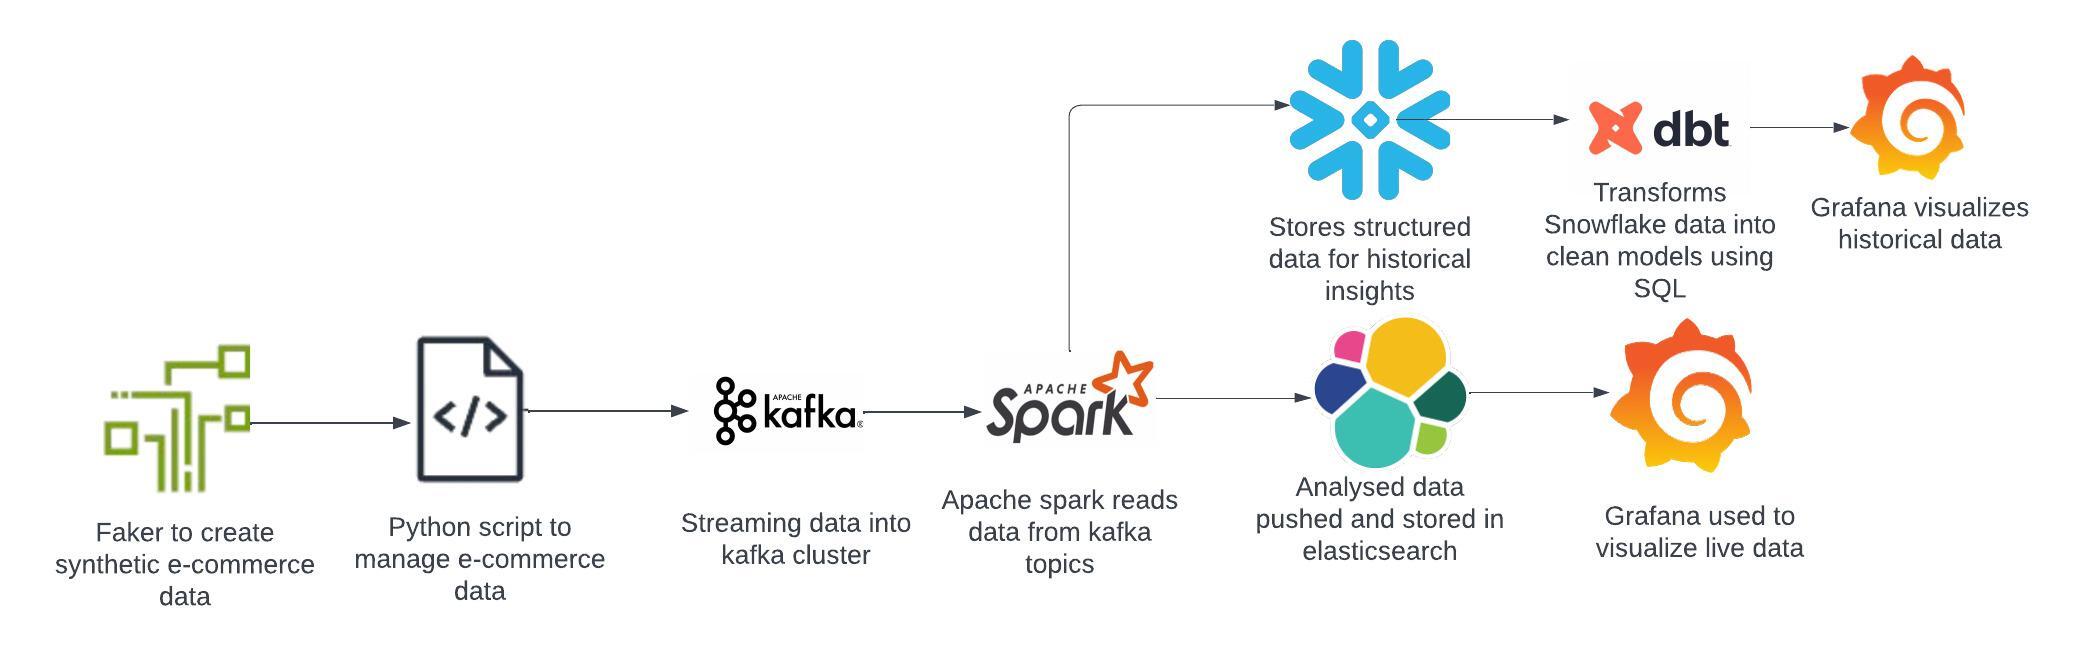 dbt
Transforms
Snowflake data into
clean models using
SQL
Grafana visualizes
historical data
Stores structured
data for historical
insights
</>
APACHE
kafka®
APACHE
Spark
Faker to create
synthetic e-commerce
data
Python script to
manage e-commerce
data
Streaming data into
kafka cluster
Apache spark reads
data from kafka
topics
Analysed data
pushed and stored in
elasticsearch
Grafana used to
visualize live data